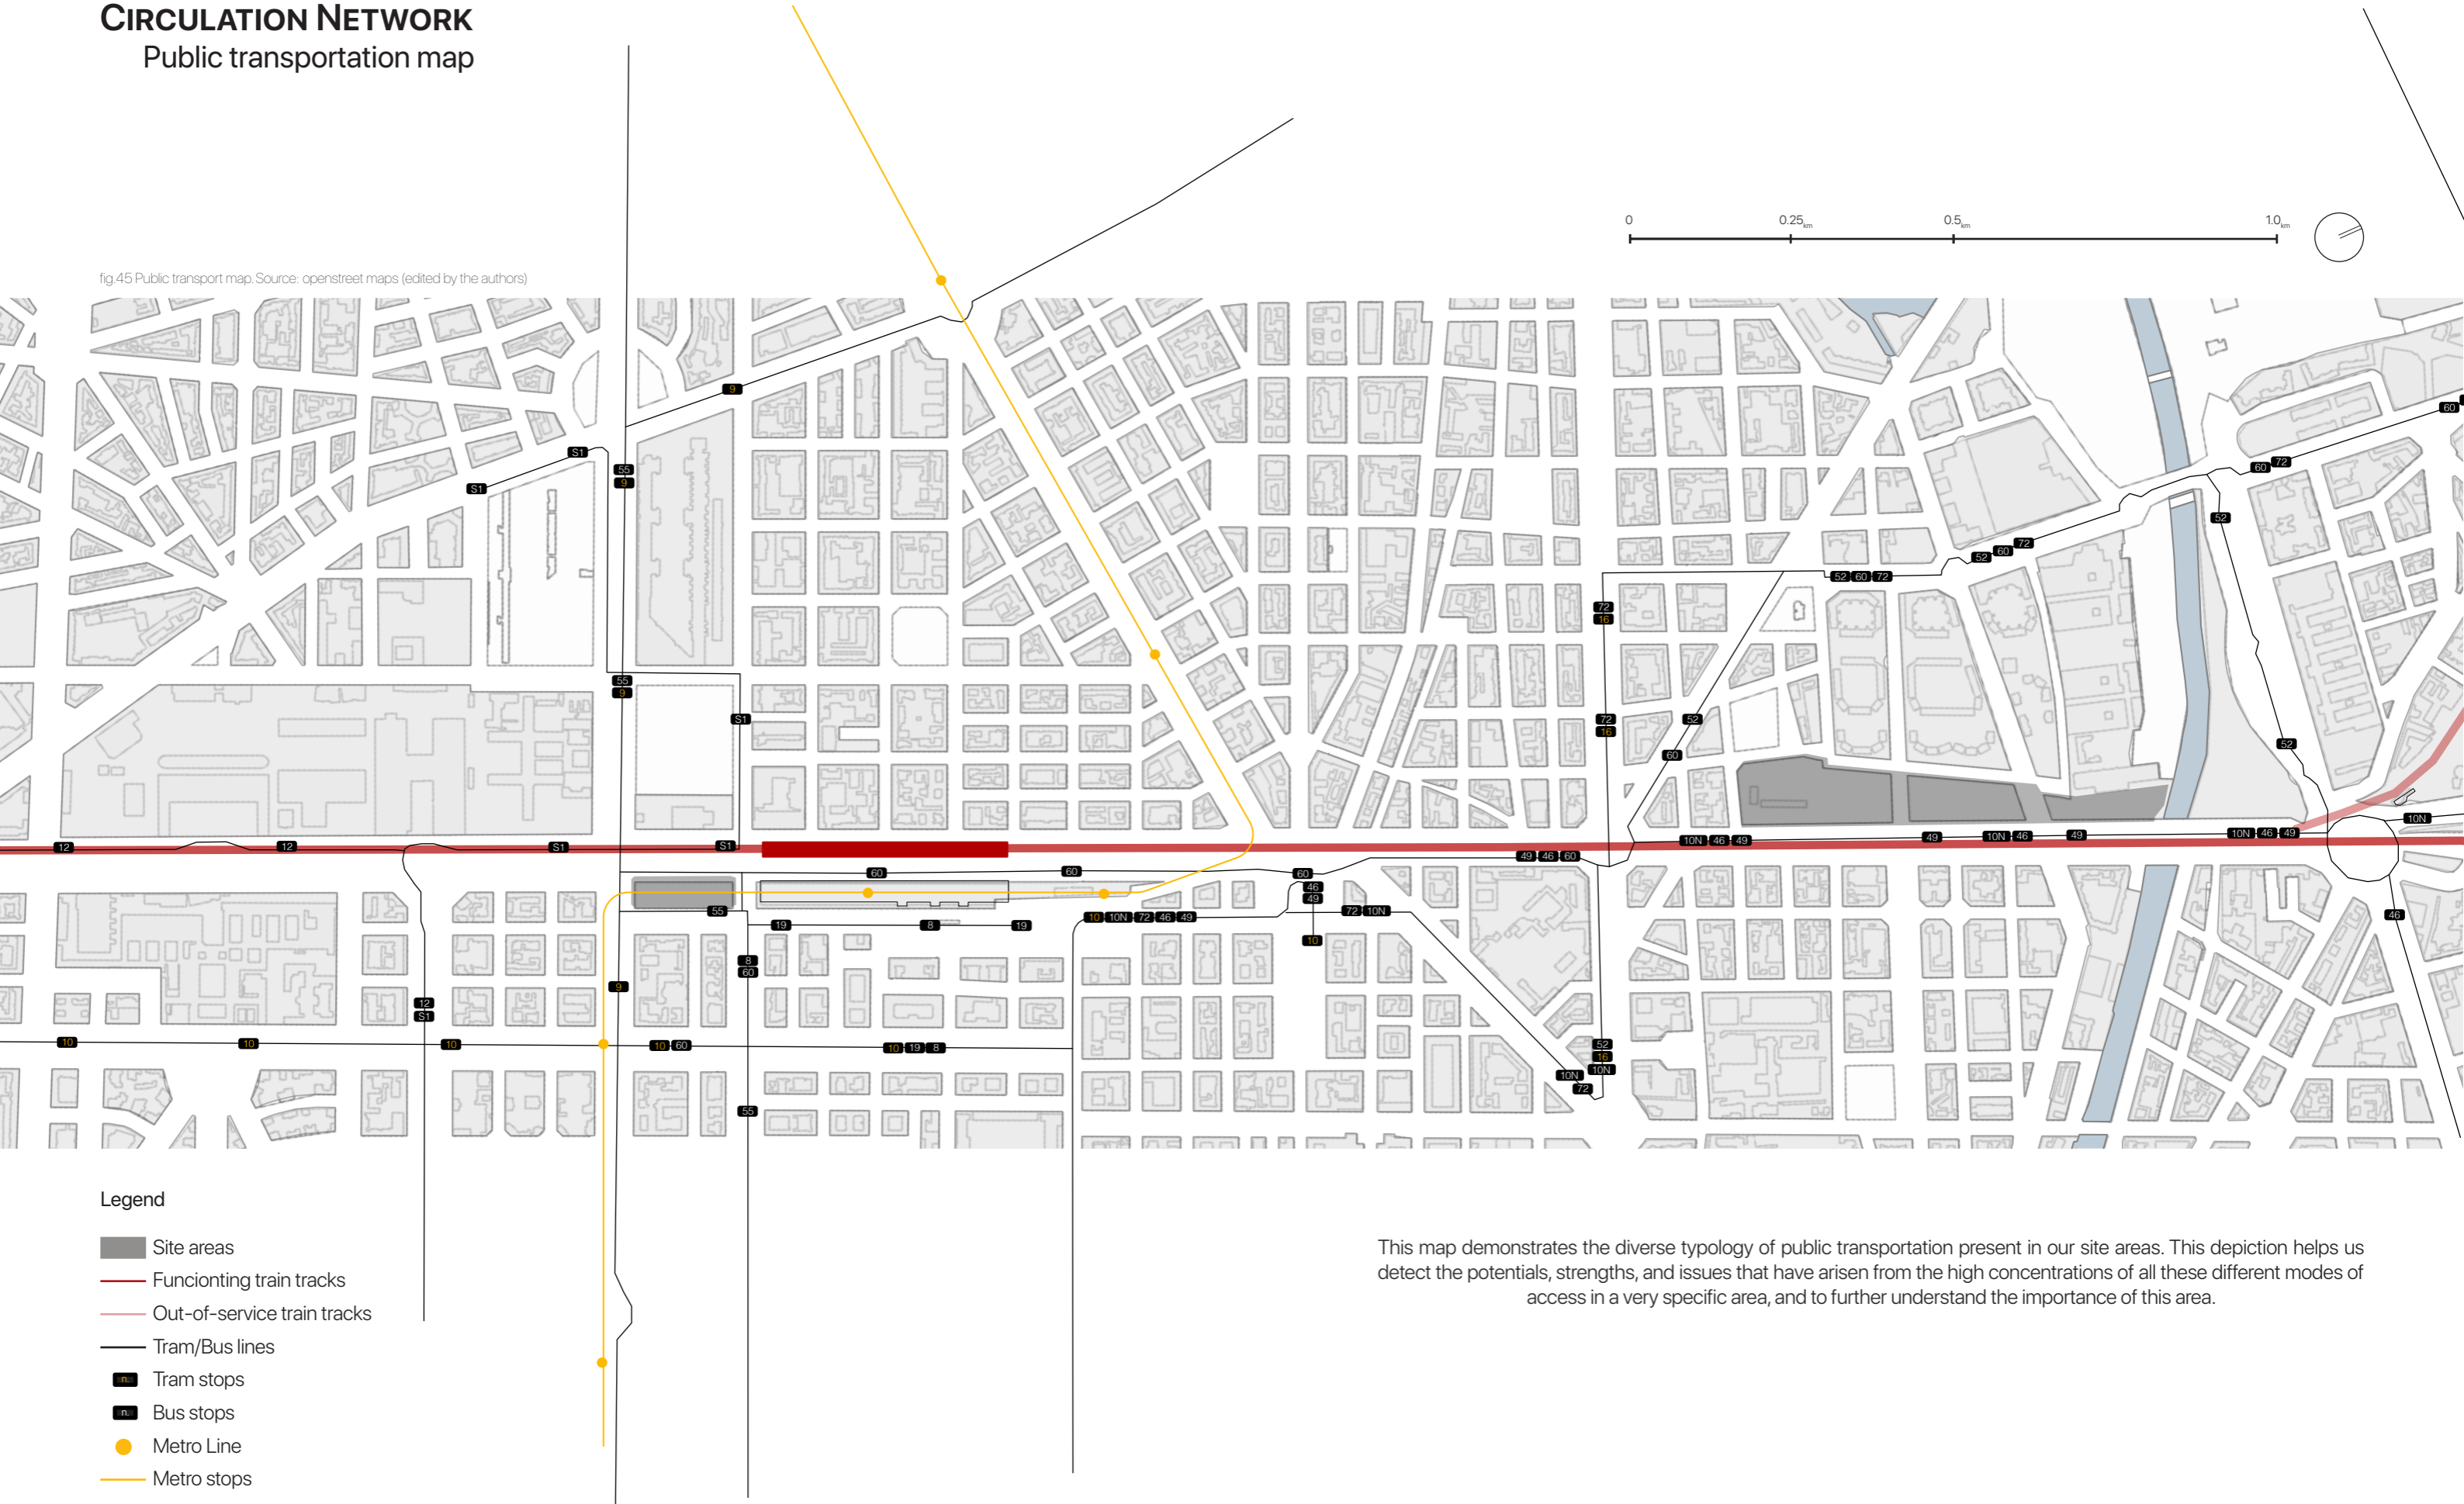 CIRCULATION NETWORK
Public transportation map
0 0.25km 0.5km 1.0km
fig.45 Public transport map. Source: openstreet maps (edited by the authors)
9
60
S1
55
60 72
S1
9
52
52 60 72
52 60 72
72
16
55
9
S1
72
16
52
60
52
10N
12
12
S1
S1
10N 46 49
49
10N 46
49
10N 46 49
49 46 60
60
60
60
46
49
55
10 10N 72 46 49
72 10N
46
19
8
19
10
8
60
9
12
S1
10
10
10
10 60
10 19 8
52
16
10N
10N
72
55
Legend
Site areas
Funcionting train tracks
Out-of-service train tracks
Tram/Bus lines
n. Tram stops
n. Bus stops
Metro Line
Metro stops
This map demonstrates the diverse typology of public transportation present in our site areas. This depiction helps us
detect the potentials, strengths, and issues that have arisen from the high concentrations of all these different modes of
access in a very specific area, and to further understand the importance of this area.